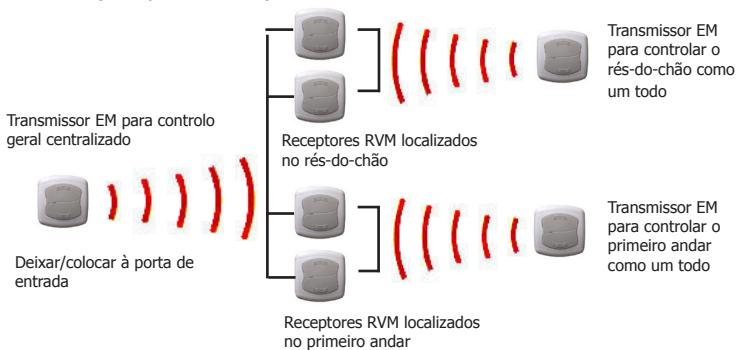 Transmissor EM para controlo
geral centralizado
Deixar/colocar à porta de
entrada
Receptores RVM localizados
no rés-do-chão
Transmissor EM
para controlar o
rés-do-chão como
um todo
Receptores RVM localizados
no primeiro andar
Transmissor EM
para controlar o
primeiro andar
como um todo